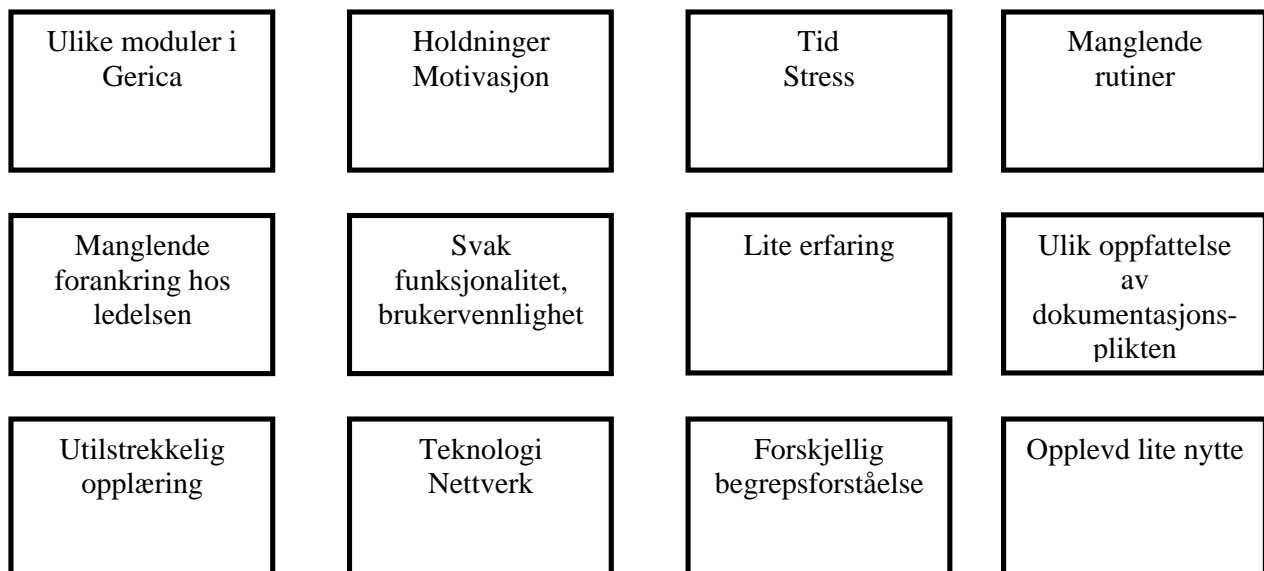 Ulike moduler i
Gerica
Holdninger
Motivasjon
Tid
Stress
Manglende
rutiner
Manglende
forankring hos
ledelsen
Svak
funksjonalitet,
brukervennlighet
Lite erfaring
Ulik oppfattelse
av
dokumentasjons-
plikten
Utilstrekkelig
opplæring
Teknologi
Nettverk
Forskjellig
begrepsforståelse
Opplevd lite nytte